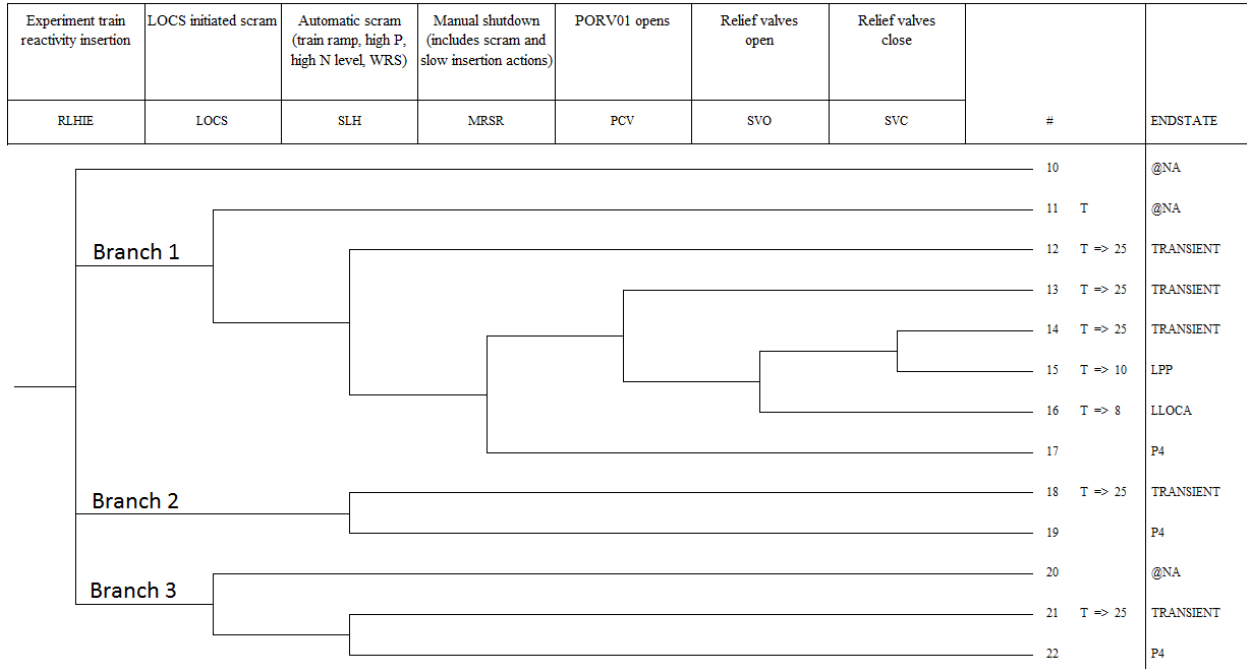 Experiment train
reactivity insertion
LOCS initiated scram
Automatic scram
(train ramp, high P,
high N level, WRS)
Manual shutdown
(includes scram and
slow insertion actions)
PORV01 opens
Relief valves
open
Relief valves
close
RLHIE
LOCS
SLH
MRSR
PCV
SVO
SVC
#
ENDSTATE
10 @NA
11 T @NA
Branch 1
12 T => 25 TRANSIENT
13 T => 25 TRANSIENT
14 T => 25 TRANSIENT
15 T => 10 LPP
16 T => 8 LLOCA
17 P4
Branch 2
18 T => 25 TRANSIENT
19 P4
20 @NA
Branch 3
21 T => 25 TRANSIENT
22 P4